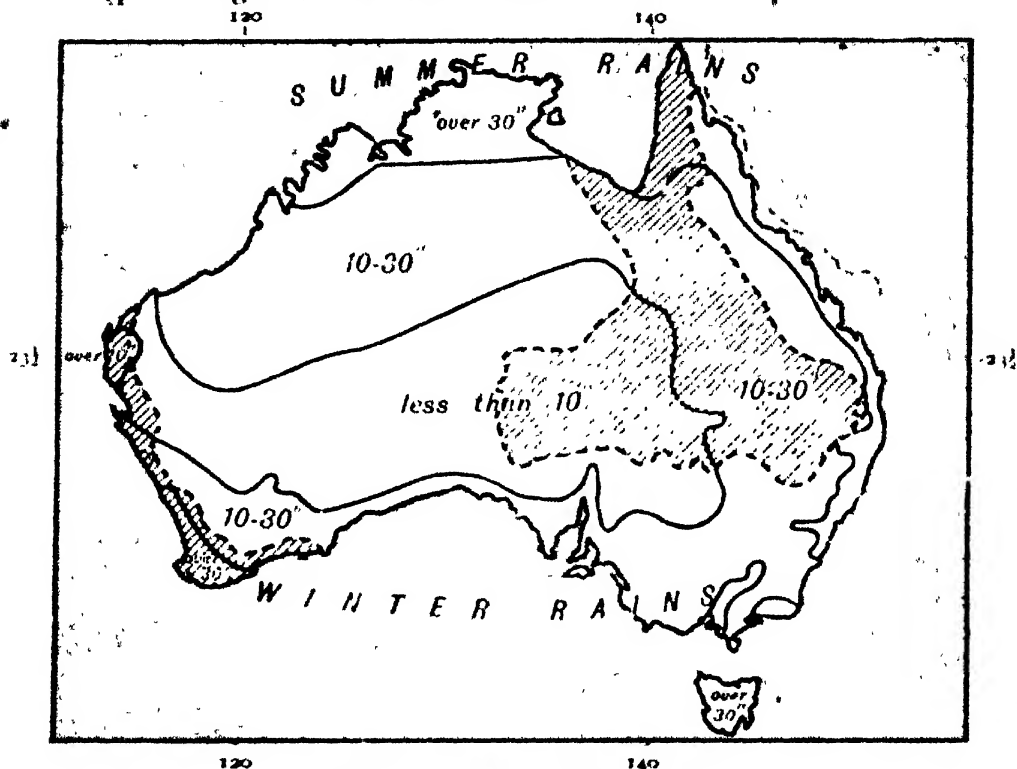 120 140
SUMMER RAINS
over 30"
10-30"
23½ over 23½
less than 10 10-30
10-30"
over 30"
WINTER RAINS
over
30"
120 140